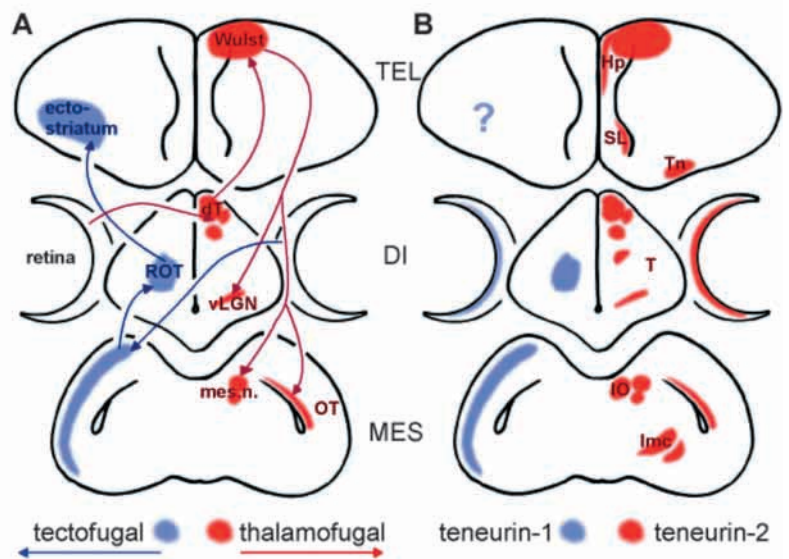 A
B
Wulst
TEL
Hp
ecto-
striatum
?
SL
Tn
dT
retina
DI
ROT
T
vLGN
mes.n.
OT
IO
MES
Imc
tectofugal
thalamofugal
teneurin-1
teneurin-2